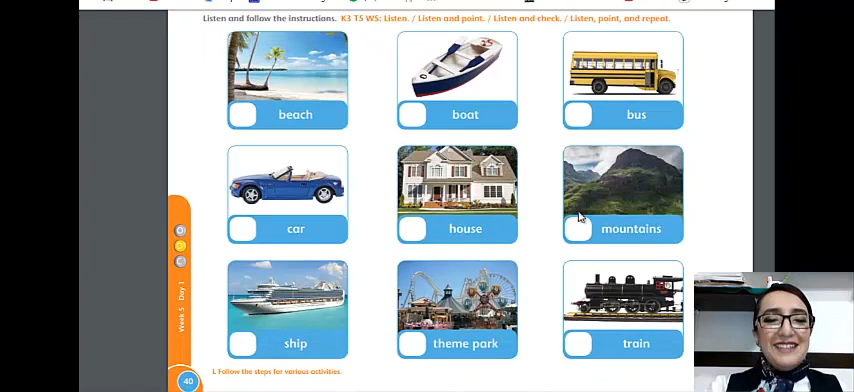 Listen and follow the instructions. K3 T5 W5: Listen. / Listen and point. / Listen and check. / Listen, point, and repeat.
beach
boat
bus
car
house
mountains
ship
theme park
train
Week 5 Day 1
40
I. Follow the steps for various activities.